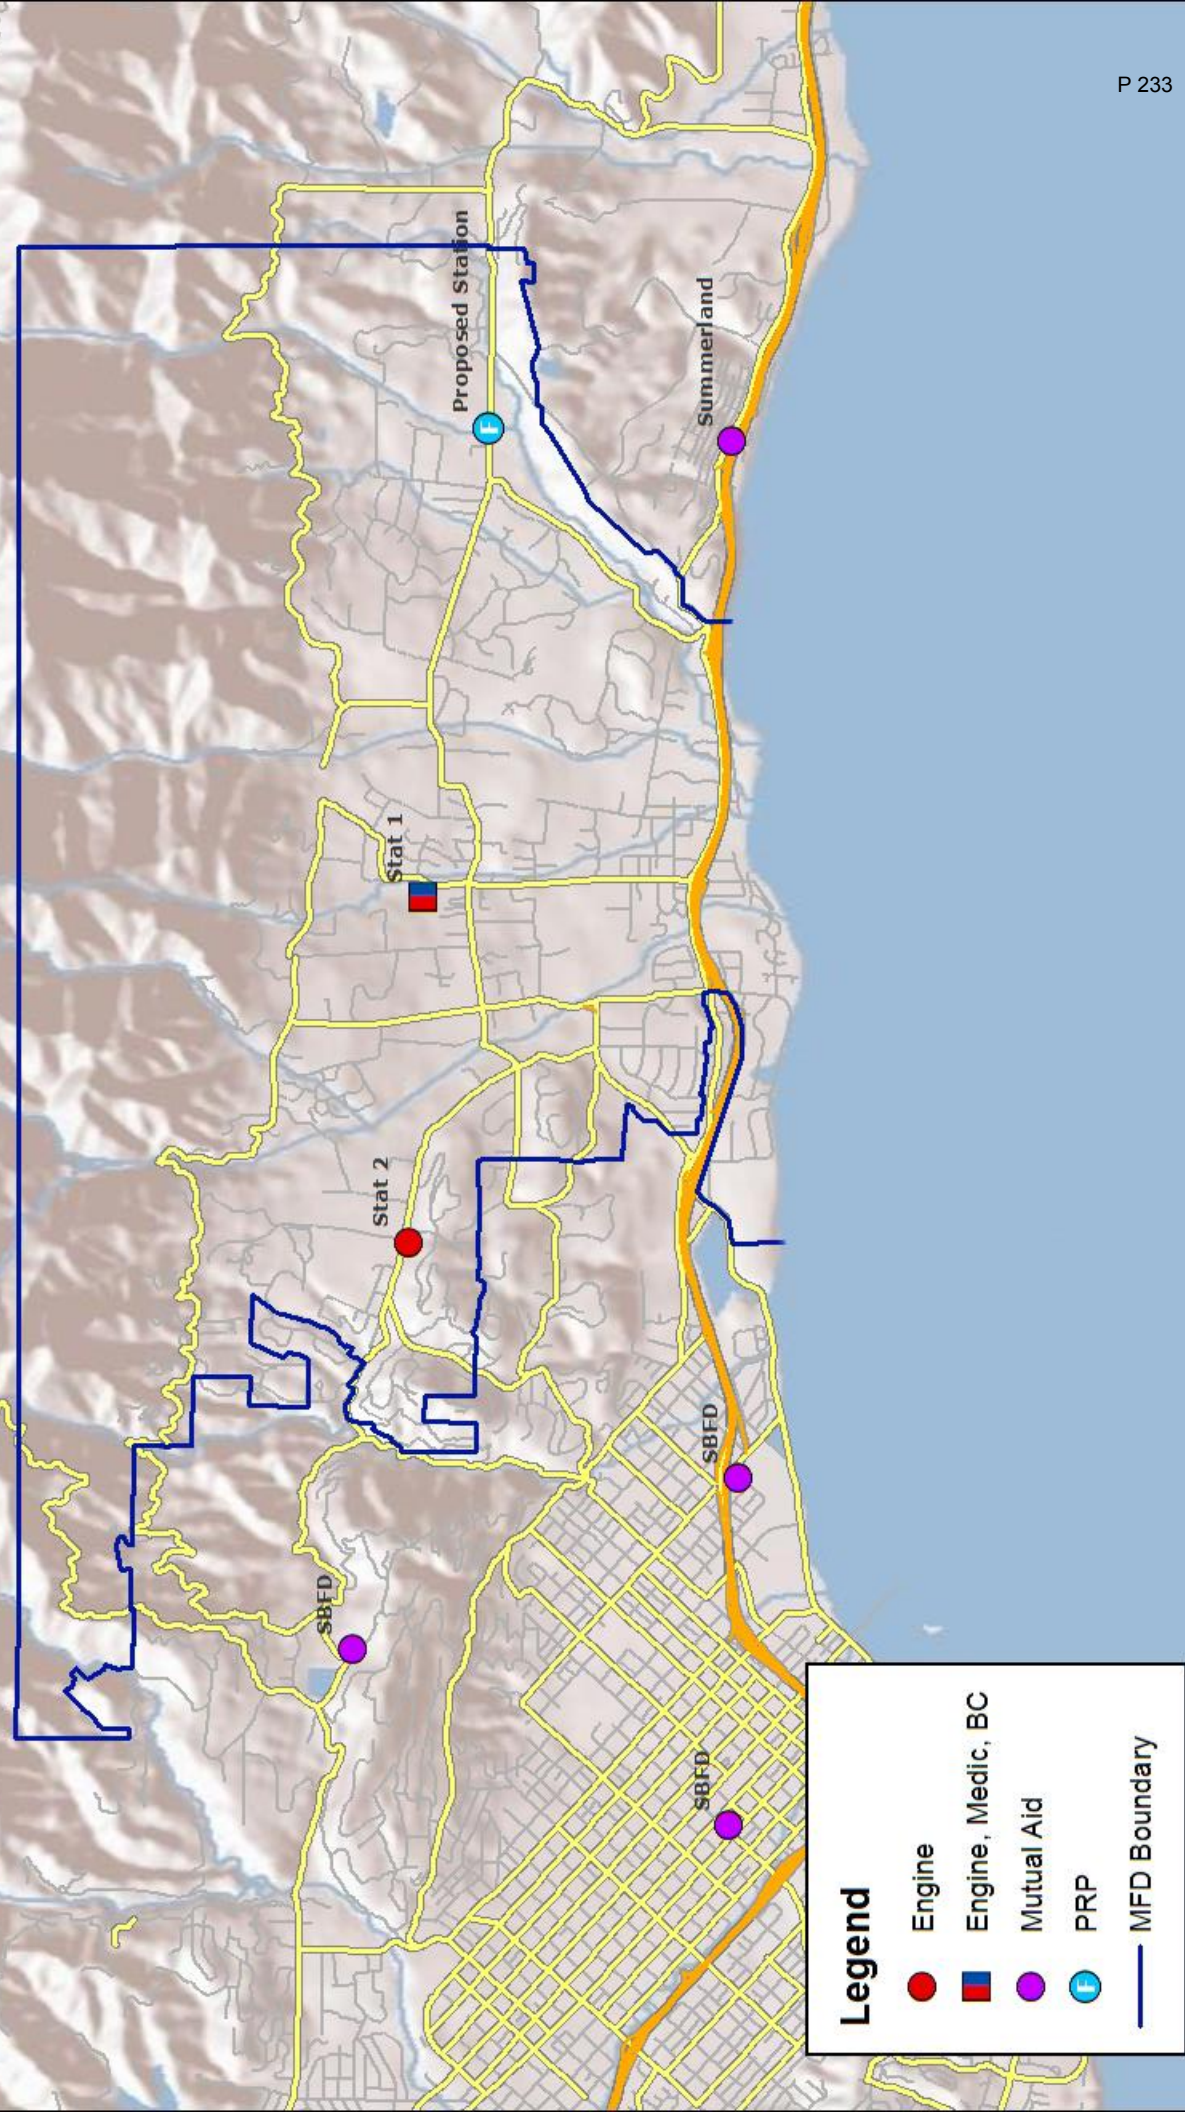 P 233
Proposed Station
Summerland
Stat 1
Stat 2
SBFD
SBFD
SBFD
Legend
Engine
Engine, Medic, BC
Mutual Aid
F PRP
MFD Boundary
F